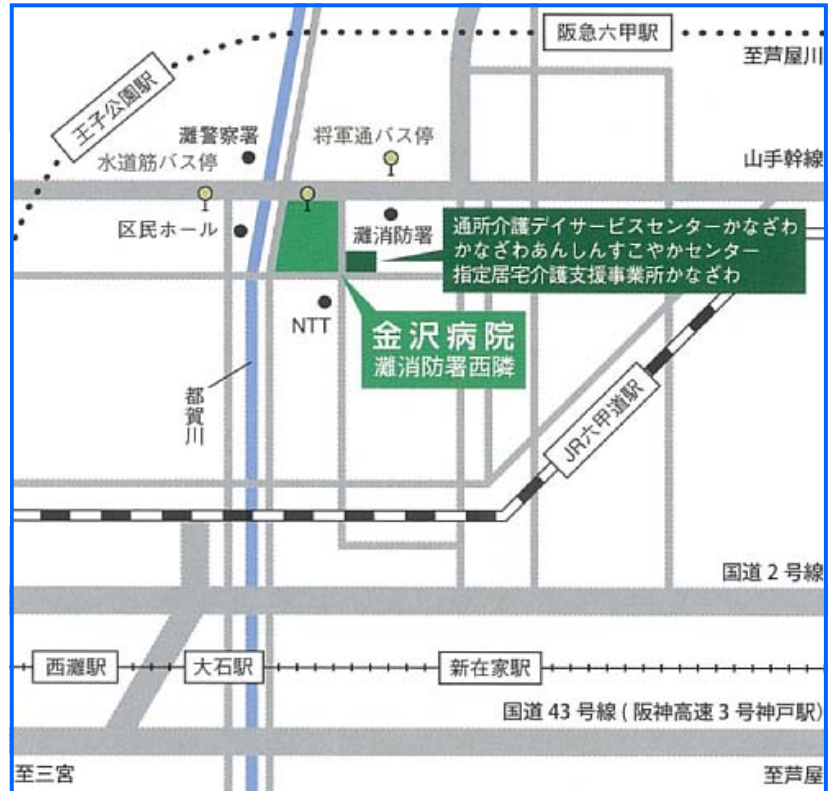 阪急六甲駅
至芦屋川
王子公園駅
灘警察署
将軍通バス停
水道筋バス停
山手幹線
区民ホール
灘消防署
通所介護デイサービスセンターかなざわ
かなざわあんしんすこやかセンター
指定居宅介護支援事業所かなざわ
NTT
金沢病院
灘消防署西隣
都賀川
JR六甲道駅
国道2号線
西灘駅
大石駅
新在家駅
国道43号線(阪神高速3号神戸駅)
至三宮
至芦屋